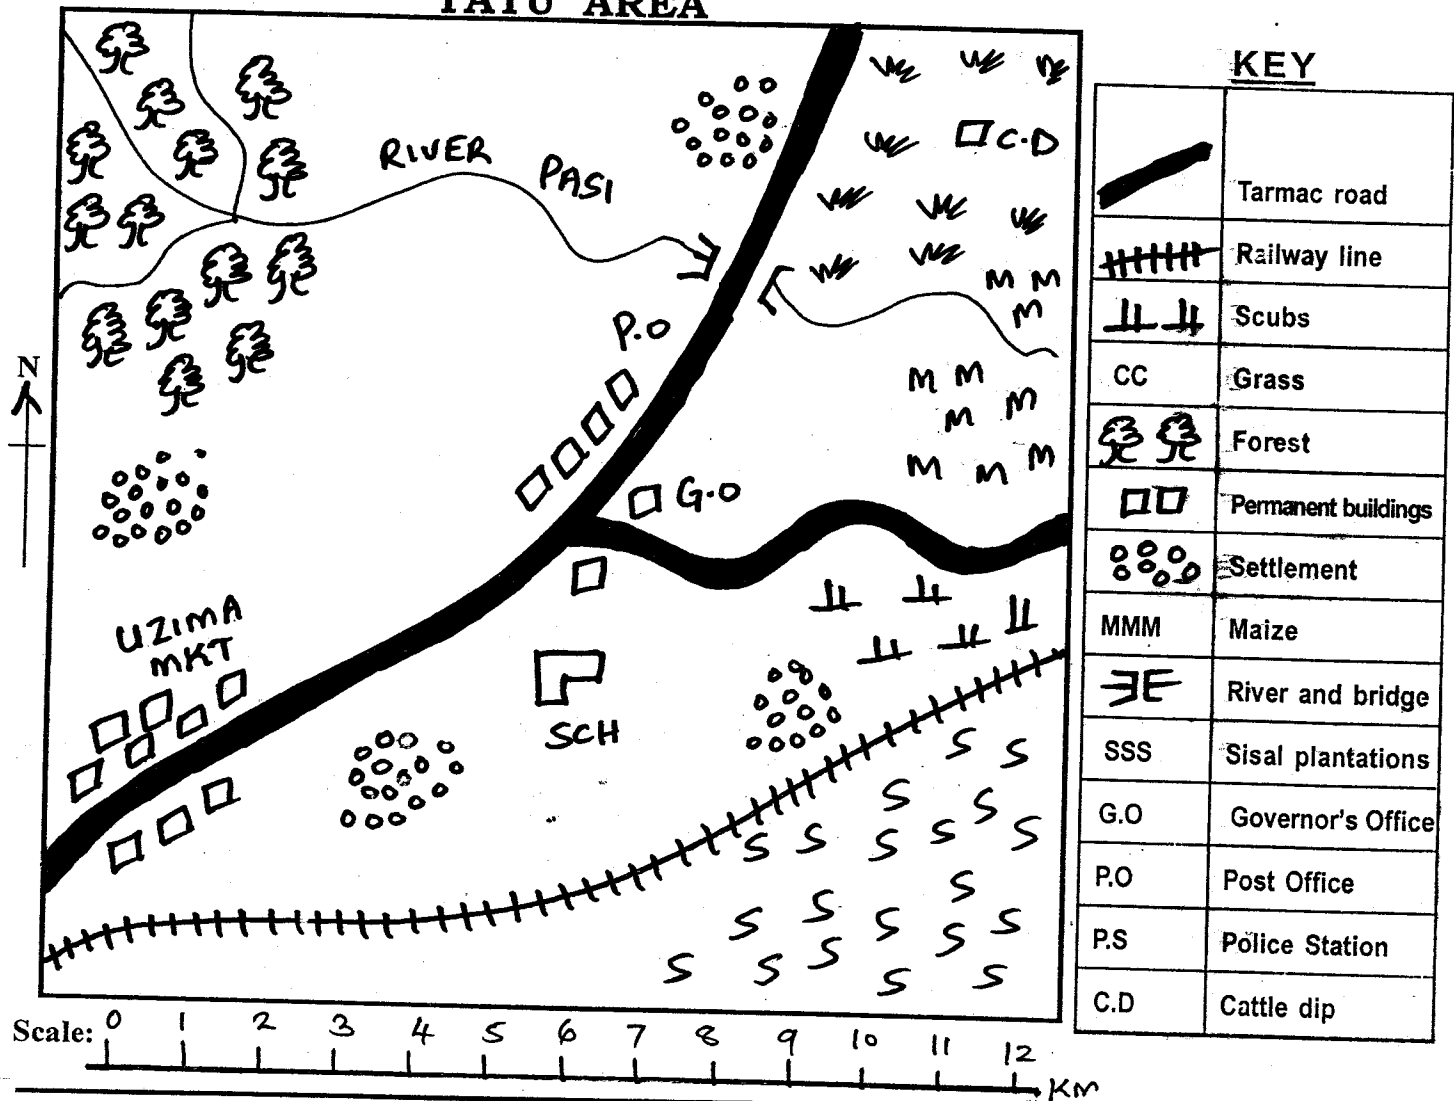 TATU AREA
RIVER PASI
C.D
P.O
G.O
UZIMA
MKT
SCH
M M
M
M M
M M
M M M
S S
S S
S S S S S
S
S S S S
S S
S S S S
N
Scale: 0 1 2 3 4 5 6 7 8 9 10 11 12
Km
KEY
Tarmac road
Railway line
Scubs
CC Grass
Forest
Permanent buildings
Settlement
MMM Maize
River and bridge
SSS Sisal plantations
G.O Governor's Office
P.O Post Office
P.S Police Station
C.D Cattle dip